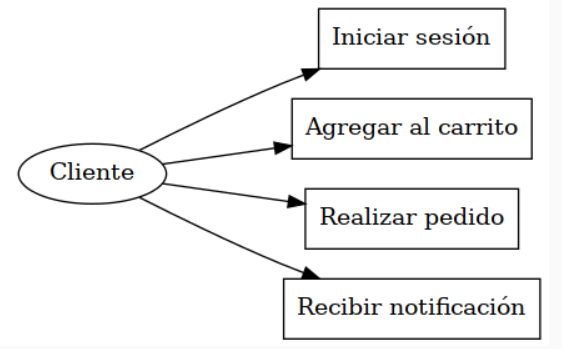 Iniciar sesión
Agregar al carrito
Cliente
Realizar pedido
Recibir notificación